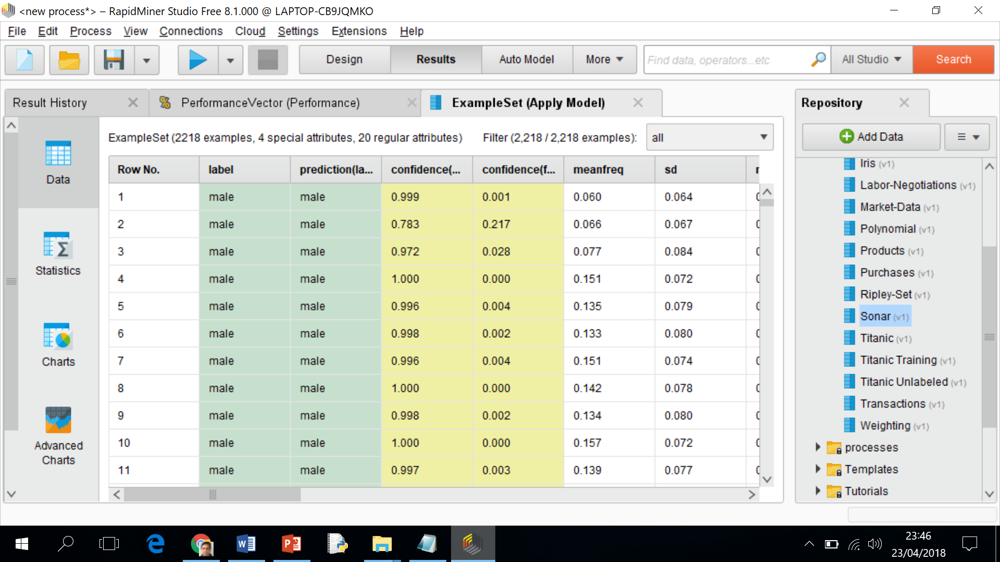 <new process*> – RapidMiner Studio Free 8.1.000 @ LAPTOP-CB9JQMKO
File Edit Process View Connections Cloud Settings Extensions Help
Design Results Auto Model More Find data, operators...etc All Studio Search
Result History PerformanceVector (Performance) ExampleSet (Apply Model) Repository
ExampleSet (2218 examples, 4 special attributes, 20 regular attributes) Filter (2,218 / 2,218 examples): all
Add Data
Data
Statistics
Charts
Advanced
Charts
Row No. label prediction(la... confidence(... confidence(f... meanfreq sd
1 male male 0.999 0.001 0.060 0.064
2 male male 0.783 0.217 0.066 0.067
3 male male 0.972 0.028 0.077 0.084
4 male male 1.000 0.000 0.151 0.072
5 male male 0.996 0.004 0.135 0.079
6 male male 0.998 0.002 0.133 0.080
7 male male 0.996 0.004 0.151 0.074
8 male male 1.000 0.000 0.142 0.078
9 male male 0.998 0.002 0.134 0.080
10 male male 1.000 0.000 0.157 0.072
11 male male 0.997 0.003 0.139 0.077
Iris (v1)
Labor-Negotiations (v1)
Market-Data (v1)
Polynomial (v1)
Products (v1)
Purchases (v1)
Ripley-Set (v1)
Sonar (v1)
Titanic (v1)
Titanic Training (v1)
Titanic Unlabeled (v1)
Transactions (v1)
Weighting (v1)
processes
Templates
Tutorials
23:46
23/04/2018